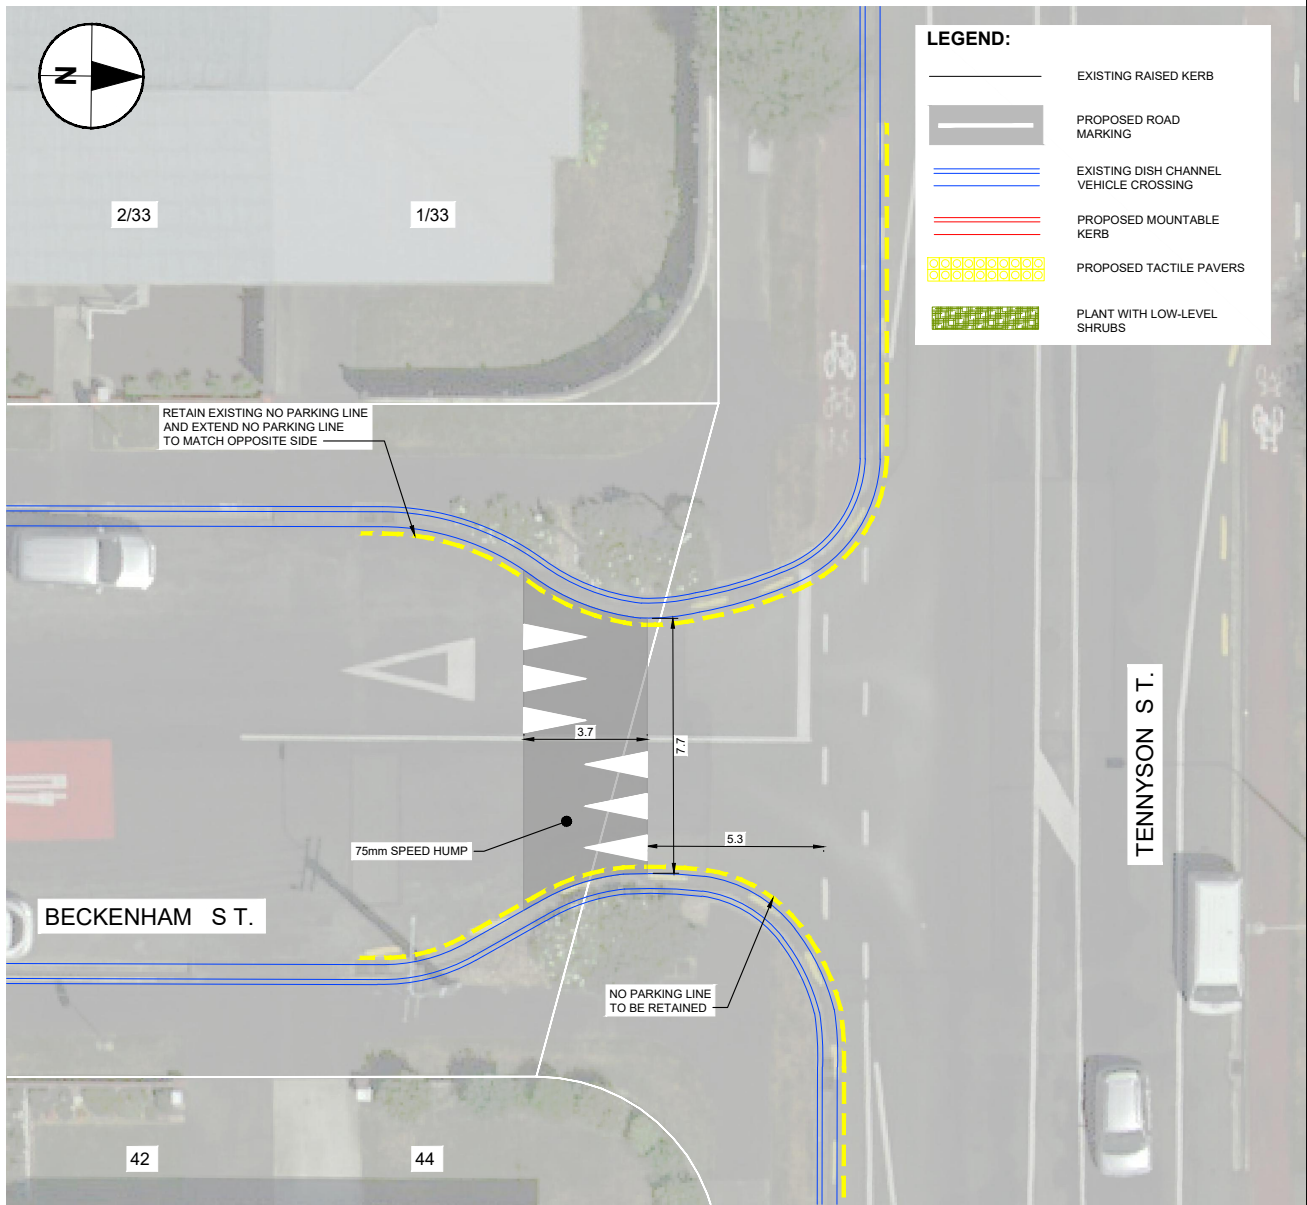 N
LEGEND:
EXISTING RAISED KERB
PROPOSED ROAD
MARKING
EXISTING DISH CHANNEL
VEHICLE CROSSING
PROPOSED MOUNTABLE
KERB
PROPOSED TACTILE PAVERS
PLANT WITH LOW-LEVEL
SHRUBS
2/33
1/33
RETAIN EXISTING NO PARKING LINE
AND EXTEND NO PARKING LINE
TO MATCH OPPOSITE SIDE
3.7
7.7
5.3
75mm SPEED HUMP
TENNYSON ST.
BECKENHAM ST.
NO PARKING LINE
TO BE RETAINED
42
44